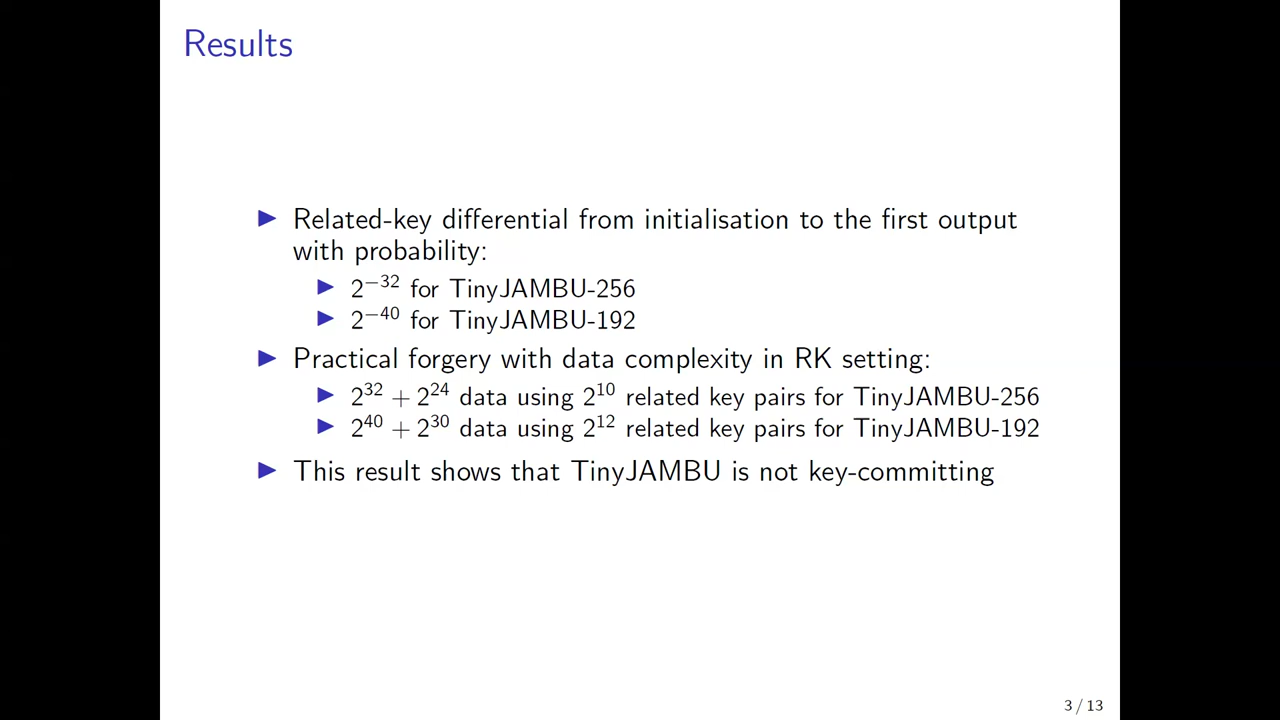 Results
▶ Related-key differential from initialisation to the first output
with probability:
▶ 2⁻³² for TinyJAMBU-256
▶ 2⁻⁴⁰ for TinyJAMBU-192
▶ Practical forgery with data complexity in RK setting:
▶ 2³² + 2²⁴ data using 2¹⁰ related key pairs for TinyJAMBU-256
▶ 2⁴⁰ + 2³⁰ data using 2¹² related key pairs for TinyJAMBU-192
▶ This result shows that TinyJAMBU is not key-committing
3 / 13